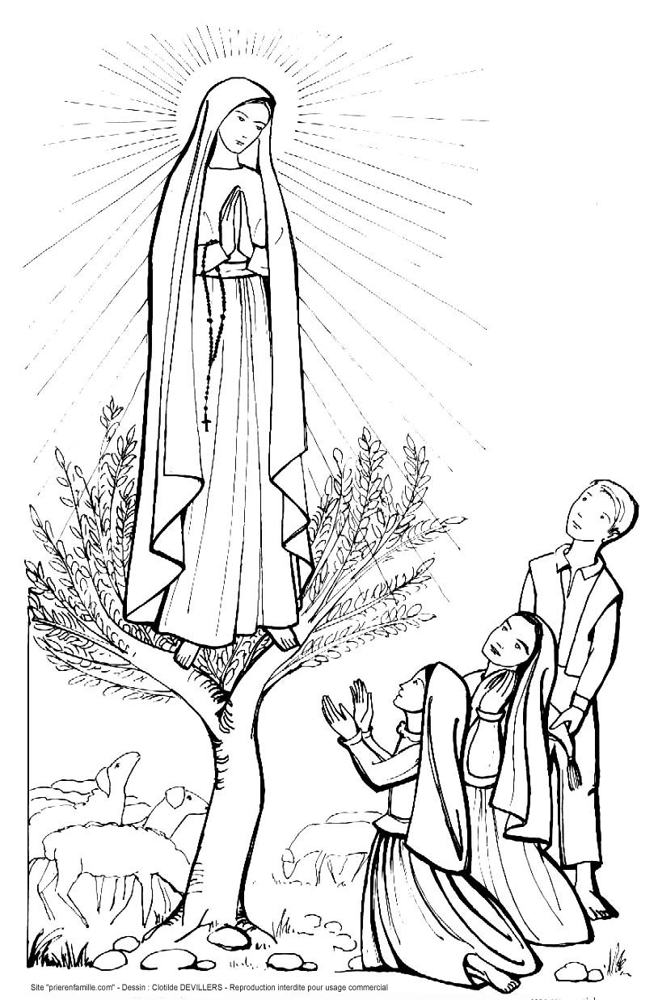 Site "prierenfamille.com" - Dessin : Clotilde DEVILLERS - Reproduction interdite pour usage commercial